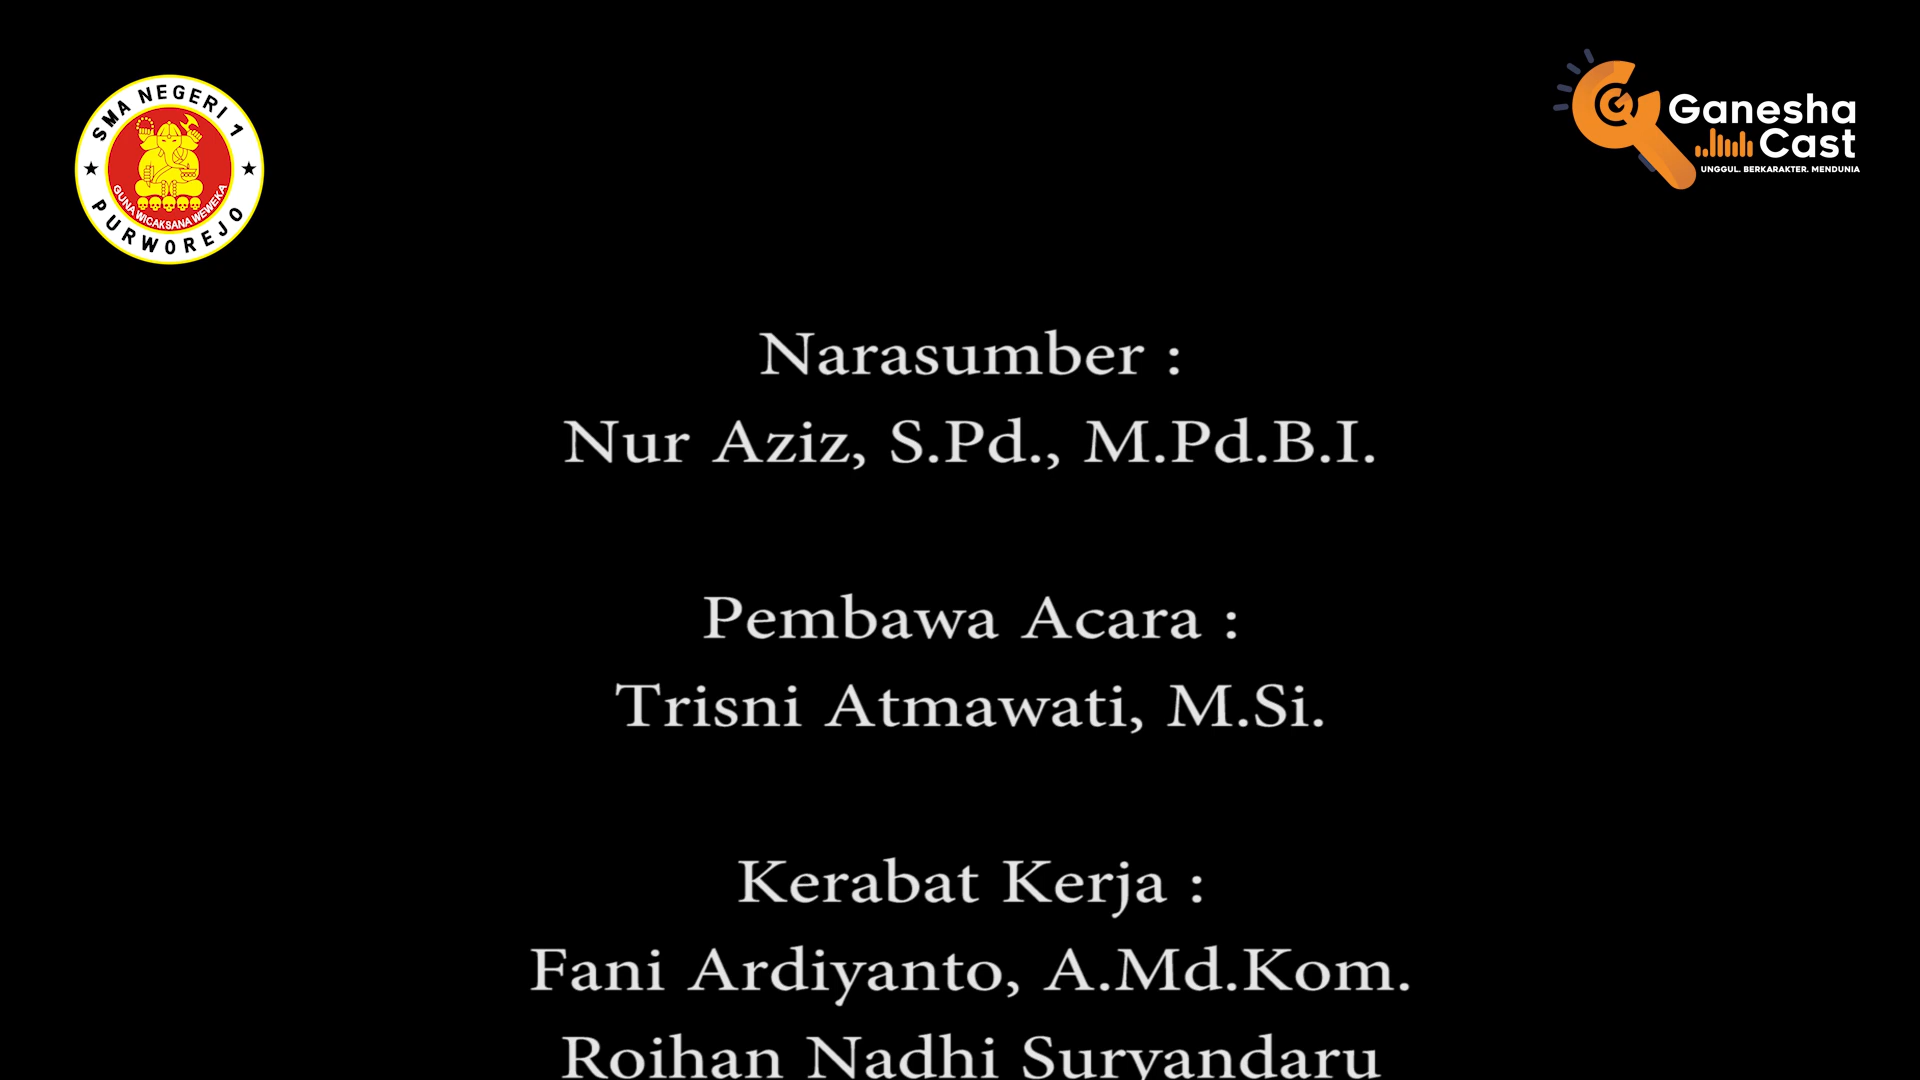 SMA NEGERI 1
GUNA WICAKSANA WEWEKA
PURWOREJO
Ganesha
Cast
UNGGUL. BERKARAKTER. MENDUNIA
Narasumber :
Nur Aziz, S.Pd., M.Pd.B.I.
Pembawa Acara :
Trisni Atmawati, M.Si.
Kerabat Kerja :
Fani Ardiyanto, A.Md.Kom.
Roihan Nadhi Suryandaru